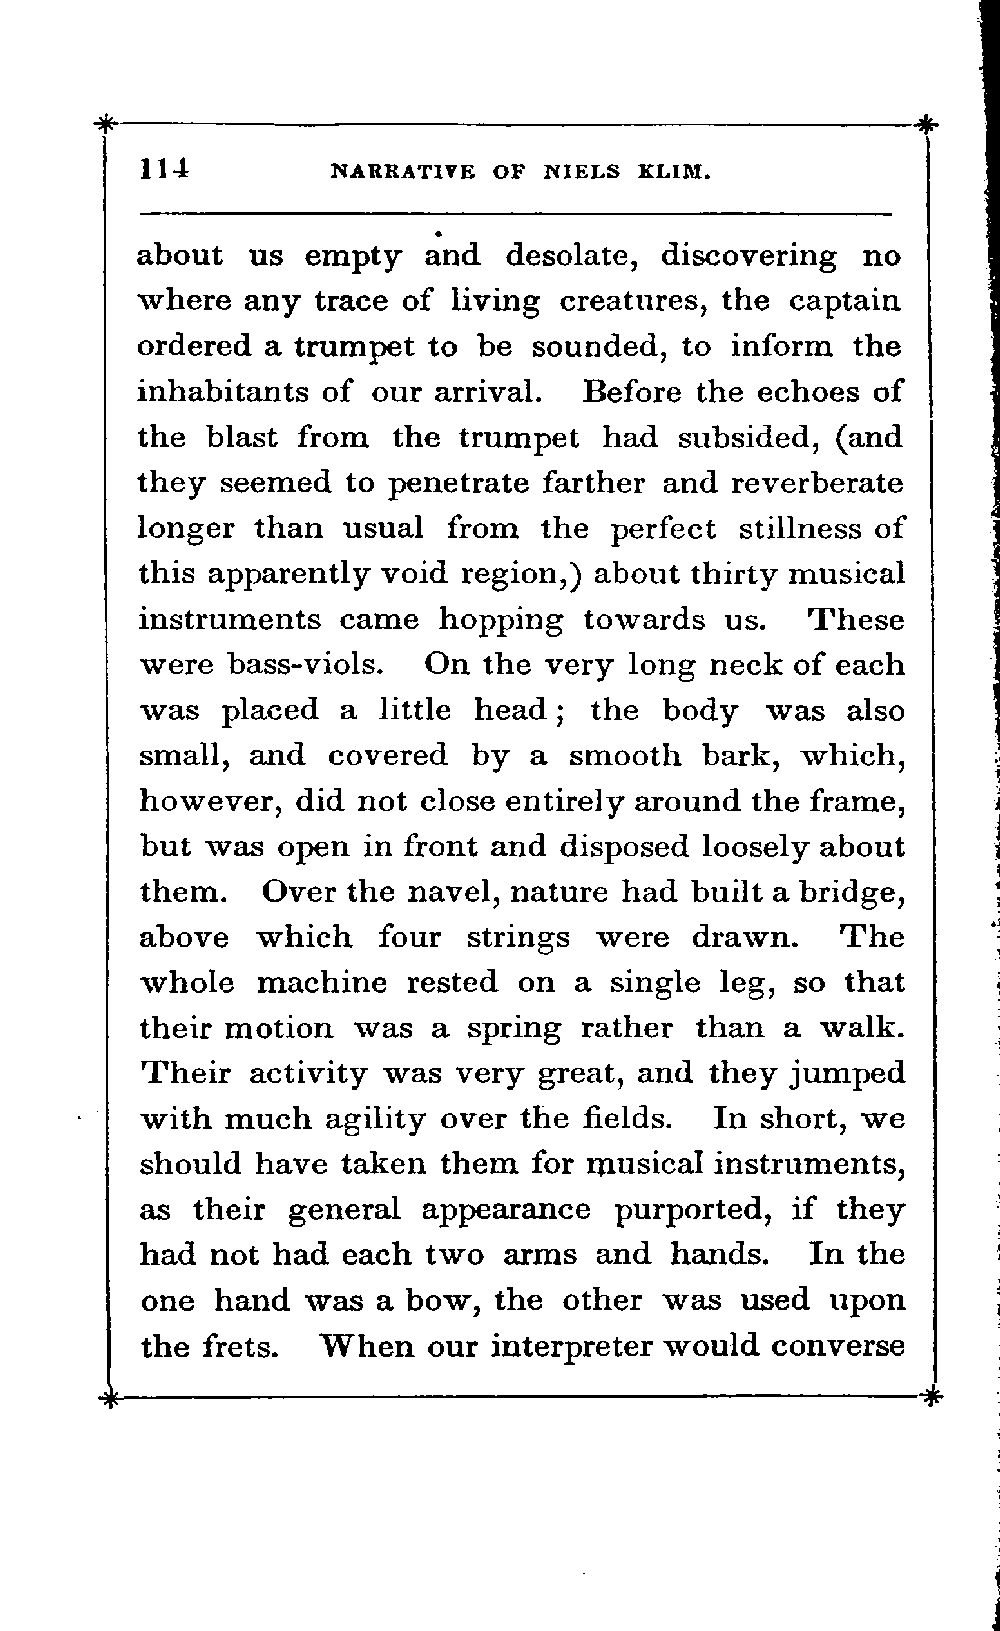 114 NARRATIVE OF NIELS KLIM.
about us empty and desolate, discovering no
where any trace of living creatures, the captain
ordered a trumpet to be sounded, to inform the
inhabitants of our arrival. Before the echoes of
the blast from the trumpet had subsided, (and
they seemed to penetrate farther and reverberate
longer than usual from the perfect stillness of
this apparently void region,) about thirty musical
instruments came hopping towards us. These
were bass-viols. On the very long neck of each
was placed a little head; the body was also
small, and covered by a smooth bark, which,
however, did not close entirely around the frame,
but was open in front and disposed loosely about
them. Over the navel, nature had built a bridge,
above which four strings were drawn. The
whole machine rested on a single leg, so that
their motion was a spring rather than a walk.
Their activity was very great, and they jumped
with much agility over the fields. In short, we
should have taken them for musical instruments,
as their general appearance purported, if they
had not had each two arms and hands. In the
one hand was a bow, the other was used upon
the frets. When our interpreter would converse